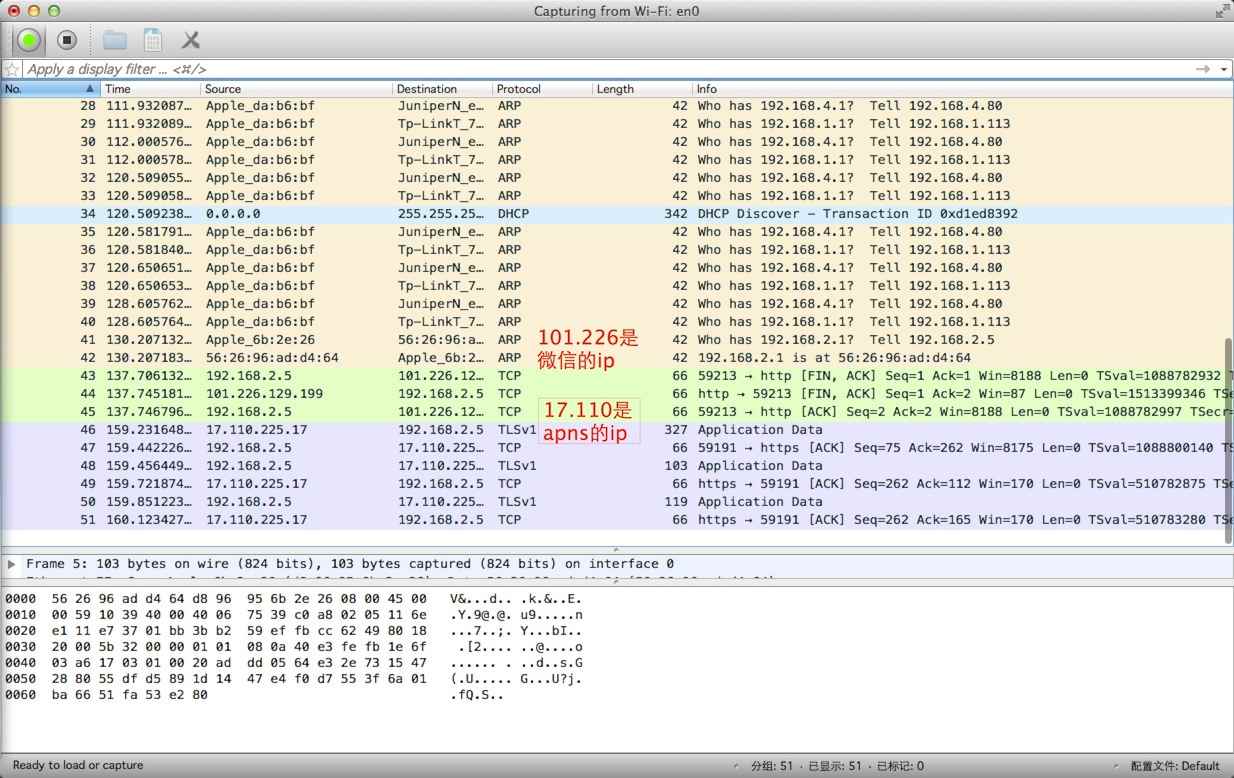 Capturing from Wi-Fi: en0
Apply a display filter ... <⌘/>
No. Time Source Destination Protocol Length Info
28 111.932087… Apple_da:b6:bf JuniperN_e… ARP 42 Who has 192.168.4.1? Tell 192.168.4.80
29 111.932089… Apple_da:b6:bf Tp-LinkT_7… ARP 42 Who has 192.168.1.1? Tell 192.168.1.113
30 112.000576… Apple_da:b6:bf JuniperN_e… ARP 42 Who has 192.168.4.1? Tell 192.168.4.80
31 112.000578… Apple_da:b6:bf Tp-LinkT_7… ARP 42 Who has 192.168.1.1? Tell 192.168.1.113
32 120.509055… Apple_da:b6:bf JuniperN_e… ARP 42 Who has 192.168.4.1? Tell 192.168.4.80
33 120.509058… Apple_da:b6:bf Tp-LinkT_7… ARP 42 Who has 192.168.1.1? Tell 192.168.1.113
34 120.509238… 0.0.0.0 255.255.25… DHCP 342 DHCP Discover – Transaction ID 0xd1ed8392
35 120.581791… Apple_da:b6:bf JuniperN_e… ARP 42 Who has 192.168.4.1? Tell 192.168.4.80
36 120.581840… Apple_da:b6:bf Tp-LinkT_7… ARP 42 Who has 192.168.1.1? Tell 192.168.1.113
37 120.650651… Apple_da:b6:bf JuniperN_e… ARP 42 Who has 192.168.4.1? Tell 192.168.4.80
38 120.650653… Apple_da:b6:bf Tp-LinkT_7… ARP 42 Who has 192.168.1.1? Tell 192.168.1.113
39 128.605762… Apple_da:b6:bf JuniperN_e… ARP 42 Who has 192.168.4.1? Tell 192.168.4.80
40 128.605764… Apple_da:b6:bf Tp-LinkT_7… ARP 42 Who has 192.168.1.1? Tell 192.168.1.113
41 130.207132… Apple_6b:2e:26 56:26:96:a… ARP 42 Who has 192.168.2.1? Tell 192.168.2.5
42 130.207183… 56:26:96:ad:d4:64 Apple_6b:2… ARP 42 192.168.2.1 is at 56:26:96:ad:d4:64
101.226是
微信的ip
43 137.706132… 192.168.2.5 101.226.12… TCP 66 59213 → http [FIN, ACK] Seq=1 Ack=1 Win=8188 Len=0 TSval=1088782932 T
44 137.745181… 101.226.129.199 192.168.2.5 TCP 66 http → 59213 [FIN, ACK] Seq=1 Ack=2 Win=87 Len=0 TSval=1513399346 TSe
45 137.746796… 192.168.2.5 101.226.12… TCP 66 59213 → http [ACK] Seq=2 Ack=2 Win=8188 Len=0 TSval=1088782997 TSecr=
17.110是
apns的ip
46 159.231648… 17.110.225.17 192.168.2.5 TLSv1 327 Application Data
47 159.442226… 192.168.2.5 17.110.225… TCP 66 59191 → https [ACK] Seq=75 Ack=262 Win=8175 Len=0 TSval=1088800140 TS
48 159.456449… 192.168.2.5 17.110.225… TLSv1 103 Application Data
49 159.721874… 17.110.225.17 192.168.2.5 TCP 66 https → 59191 [ACK] Seq=262 Ack=112 Win=170 Len=0 TSval=510782875 TSe
50 159.851223… 192.168.2.5 17.110.225… TLSv1 119 Application Data
51 160.123427… 17.110.225.17 192.168.2.5 TCP 66 https → 59191 [ACK] Seq=262 Ack=165 Win=170 Len=0 TSval=510783280 TSe
Frame 5: 103 bytes on wire (824 bits), 103 bytes captured (824 bits) on interface 0
0000 56 26 96 ad d4 64 d8 96 95 6b 2e 26 08 00 45 00 V&...d.. .k.&..E.
0010 00 59 10 39 40 00 40 06 75 39 c0 a8 02 05 11 6e .Y.9@.@. u9.....n
0020 e1 11 e7 37 01 bb 3b b2 59 ef fb cc 62 49 80 18 ...7..;. Y...bI..
0030 20 00 5b 32 00 00 01 01 08 0a 40 e3 fe fb 1e 6f .[2.... ..@....o
0040 03 a6 17 03 01 00 20 ad dd 05 64 e3 2e 73 15 47 ...... . ..d..s.G
0050 28 80 55 df d5 89 1d 14 47 e4 f0 d7 55 3f 6a 01 (.U..... G...U?j.
0060 ba 66 51 fa 53 e2 80 .fQ.S..
Ready to load or capture 分组: 51 · 已显示: 51 · 已标记: 0 配置文件: Default